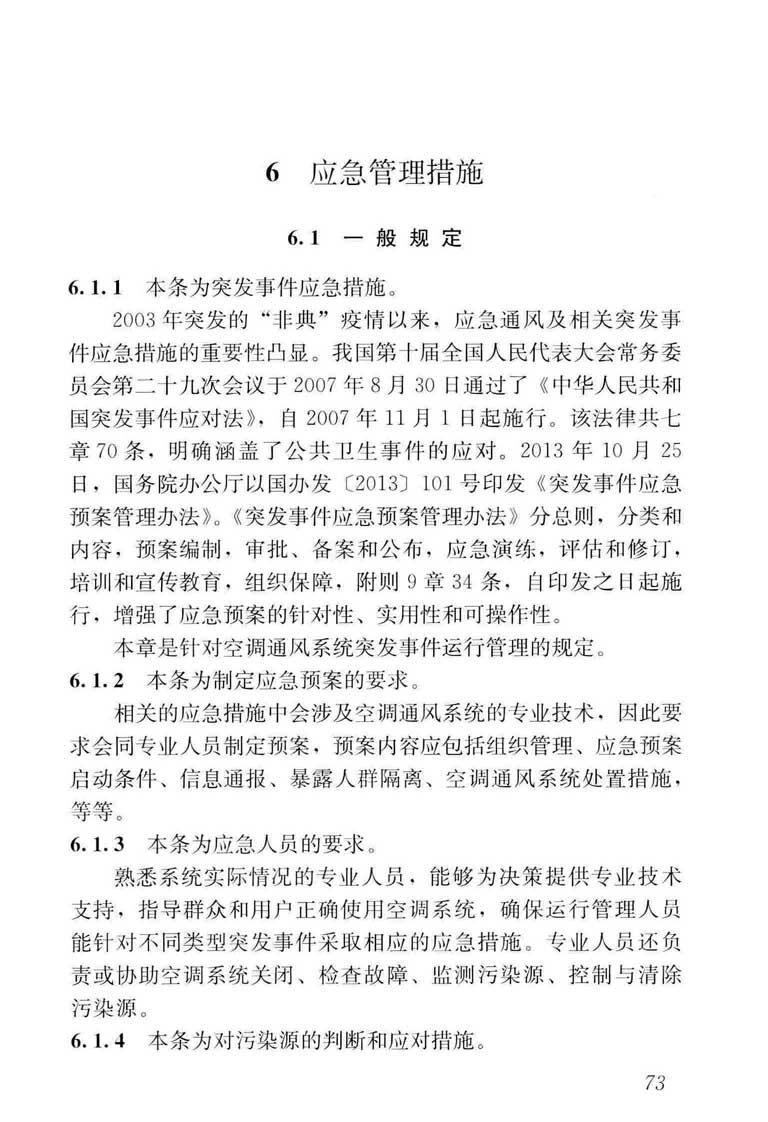 6 应急管理措施
6.1 一般规定
6.1.1 本条为突发事件应急措施。
2003年突发的“非典”疫情以来，应急通风及相关突发事
件应急措施的重要性凸显。我国第十届全国人民代表大会常务委
员会第二十九次会议于2007年8月30日通过了《中华人民共和
国突发事件应对法》，自2007年11月1日起施行。该法律共七
章70条，明确涵盖了公共卫生事件的应对。2013年10月25
日，国务院办公厅以国办发〔2013〕101号印发《突发事件应急
预案管理办法》。《突发事件应急预案管理办法》分总则，分类和
内容，预案编制，审批、备案和公布，应急演练，评估和修订，
培训和宣传教育，组织保障，附则9章34条，自印发之日起施
行，增强了应急预案的针对性、实用性和可操作性。
本章是针对空调通风系统突发事件运行管理的规定。
6.1.2 本条为制定应急预案的要求。
相关的应急措施中会涉及空调通风系统的专业技术，因此要
求会同专业人员制定预案，预案内容应包括组织管理、应急预案
启动条件、信息通报、暴露人群隔离、空调通风系统处置措施，
等等。
6.1.3 本条为应急人员的要求。
熟悉系统实际情况的专业人员，能够为决策提供专业技术
支持，指导群众和用户正确使用空调系统，确保运行管理人员
能针对不同类型突发事件采取相应的应急措施。专业人员还负
责或协助空调系统关闭、检查故障、监测污染源、控制与清除
污染源。
6.1.4 本条为对污染源的判断和应对措施。
73